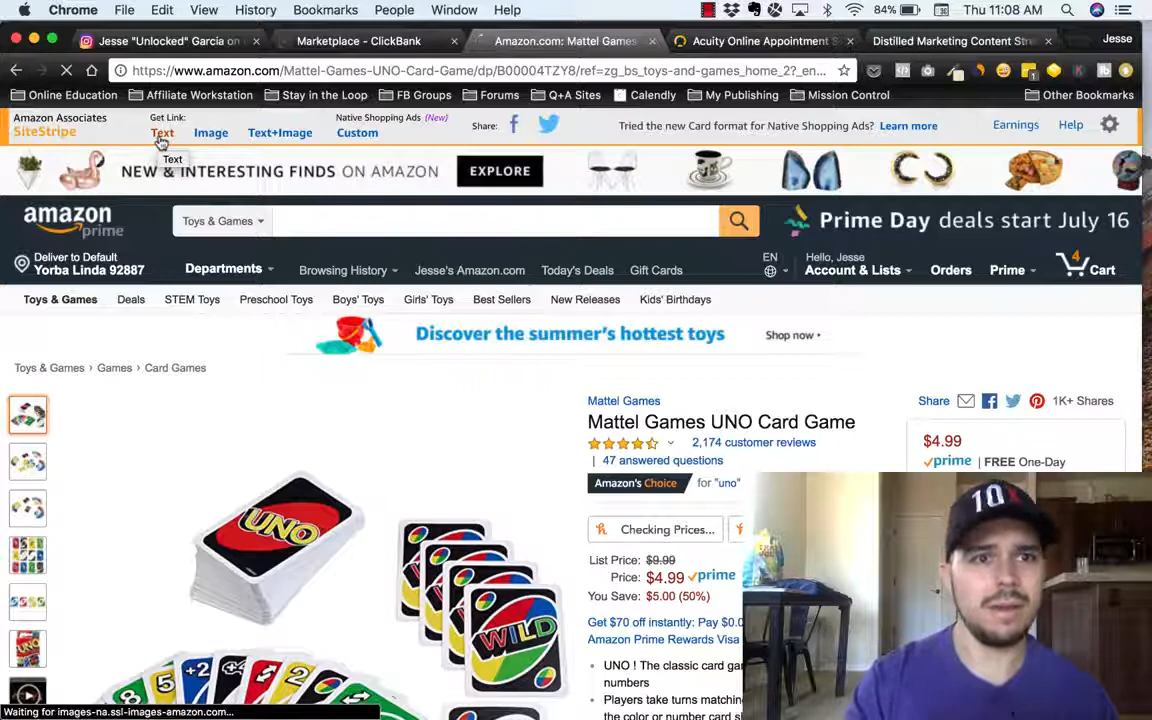 Chrome File Edit View History Bookmarks People Window Help 84% Thu 11:08 AM
Jesse "Unlocked" Garcia on Marketplace - ClickBank Amazon.com: Mattel Games Acuity Online Appointment S Distilled Marketing Content Stre Jesse
https://www.amazon.com/Mattel-Games-UNO-Card-Game/dp/B00004TZY8/ref=zg_bs_toys-and-games_home_2?_en...
Online Education Affiliate Workstation Stay in the Loop FB Groups Forums Q+A Sites Calendly My Publishing Mission Control Other Bookmarks
Amazon Associates Get Link: Native Shopping Ads (New)
SiteStripe Text Image Text+Image Custom Share: Tried the new Card format for Native Shopping Ads? Learn more Earnings Help
Text
NEW & INTERESTING FINDS ON AMAZON EXPLORE
amazon prime Toys & Games Prime Day deals start July 16
Deliver to Default EN Hello, Jesse 4
Yorba Linda 92887 Departments Browsing History Jesse's Amazon.com Today's Deals Gift Cards Account & Lists Orders Prime Cart
Toys & Games Deals STEM Toys Preschool Toys Boys' Toys Girls' Toys Best Sellers New Releases Kids' Birthdays
Discover the summer's hottest toys Shop now
Toys & Games › Games › Card Games
Mattel Games Share 1K+ Shares
Mattel Games UNO Card Game
2,174 customer reviews
| 47 answered questions
$4.99
prime | FREE One-Day
Amazon's Choice for "uno"
Checking Prices...
List Price: $9.99
Price: $4.99 prime
You Save: $5.00 (50%)
Get $70 off instantly: Pay $0.0
Amazon Prime Rewards Visa
UNO ! The classic card gam
numbers
Players take turns matching
the color or number card s
UNO
WILD
8 5 +2 +4 2
10X
Waiting for images-na.ssl-images-amazon.com...